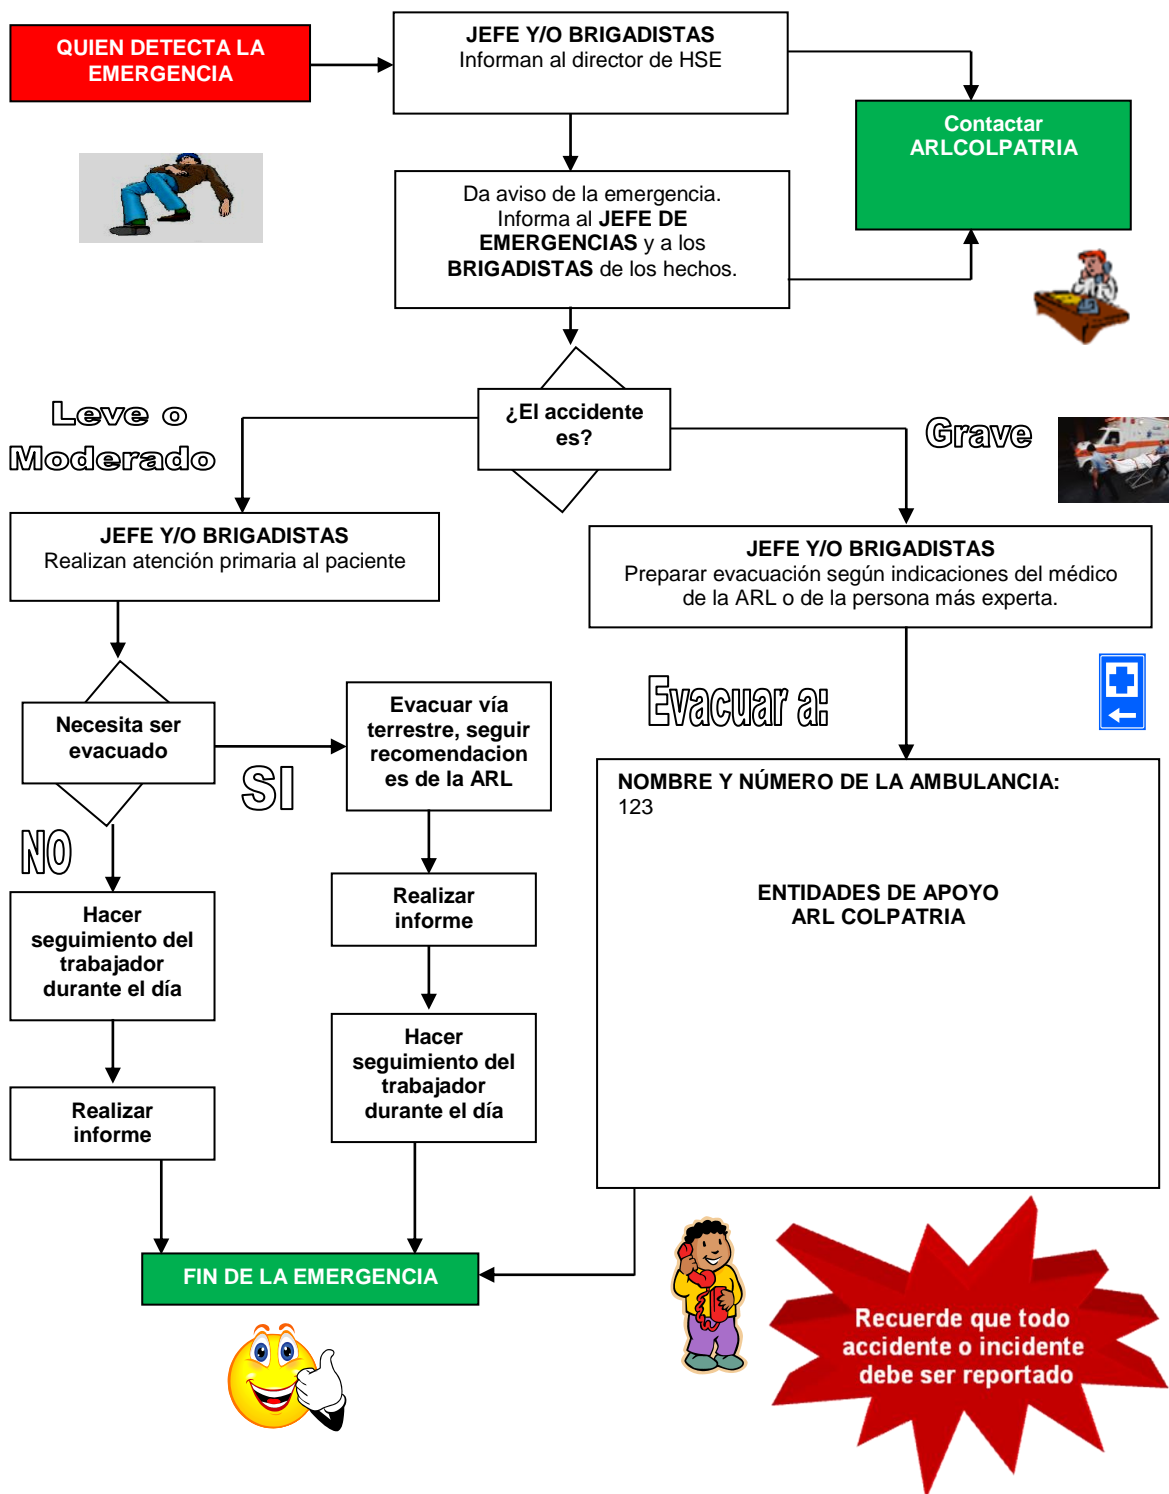 QUIEN DETECTA LA
EMERGENCIA
JEFE Y/O BRIGADISTAS
Informan al director de HSE
Contactar
ARLCOLPATRIA
Da aviso de la emergencia.
Informa al JEFE DE
EMERGENCIAS y a los
BRIGADISTAS de los hechos.
¿El accidente
es?
Leve o
Moderado
Grave
JEFE Y/O BRIGADISTAS
Realizan atención primaria al paciente
JEFE Y/O BRIGADISTAS
Preparar evacuación según indicaciones del médico
de la ARL o de la persona más experta.
Necesita ser
evacuado
SI
Evacuar vía
terrestre, seguir
recomendacion
es de la ARL
Evacuar a:
NOMBRE Y NÚMERO DE LA AMBULANCIA:
123
ENTIDADES DE APOYO
ARL COLPATRIA
NO
Hacer
seguimiento del
trabajador
durante el día
Realizar
informe
Realizar
informe
Hacer
seguimiento del
trabajador
durante el día
FIN DE LA EMERGENCIA
Recuerde que todo
accidente o incidente
debe ser reportado